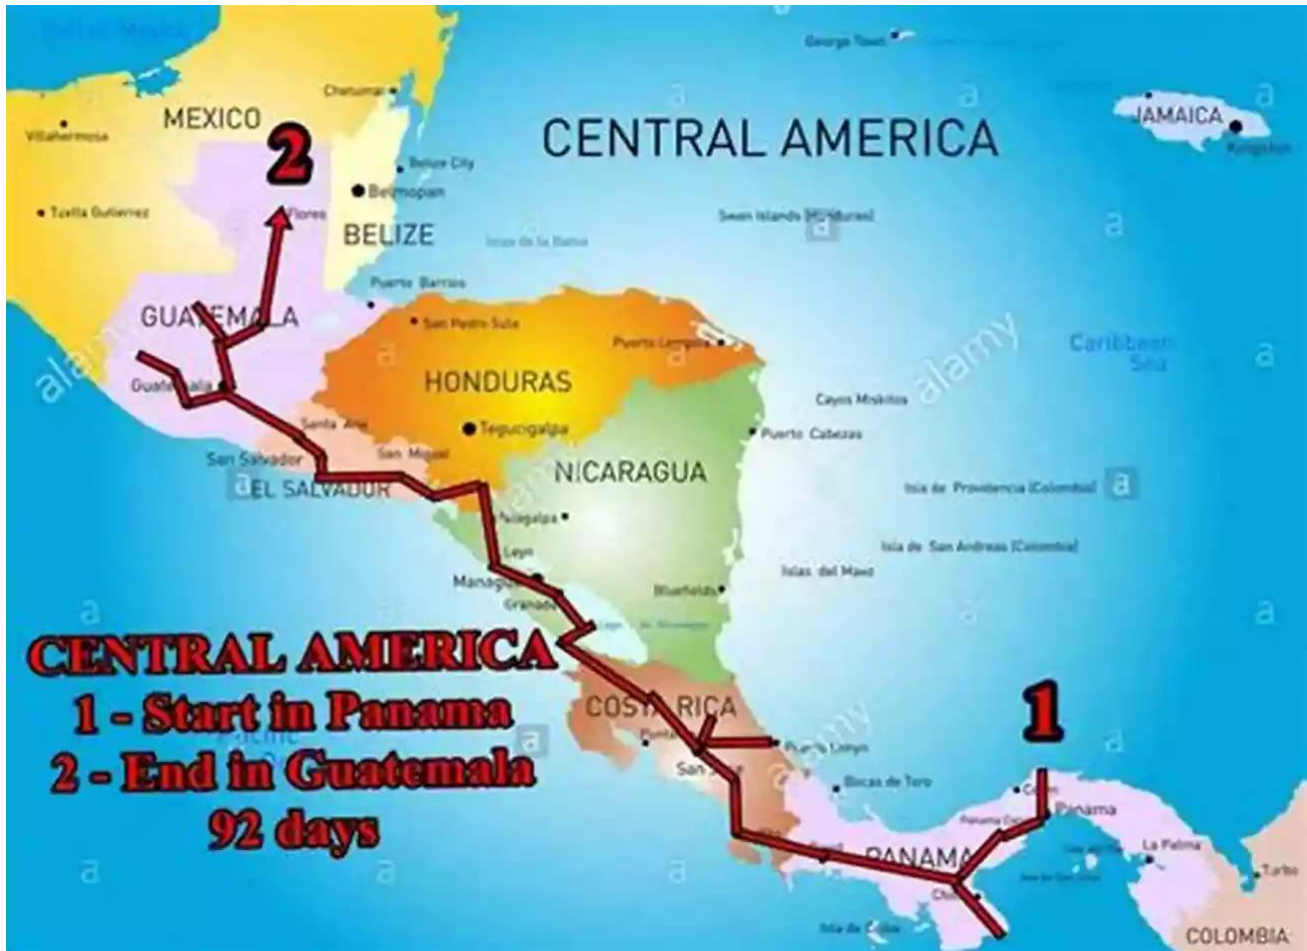 George Town
Chetumal
MEXICO
JAMAICA
Villahermosa
2
CENTRAL AMERICA
Kingston
Belize City
Belmopan
Tuxtla Gutierrez
Flores
Swan Islands (Honduras)
a
BELIZE
Puerto Barrios
GUATEMALA
San Pedro Sula
alamy
Puerto Lempira
alamy
Caribbean
Sea
HONDURAS
Cayos Miskitos
Santa Ana
Tegucigalpa
Puerto Cabezas
San Salvador
San Miguel
NICARAGUA
a
EL SALVADOR
Isla de Providencia (Colombia)
a
Isla de San Andreas (Colombia)
Islas del Maiz
Managua
Bluefields
Granada
CENTRAL AMERICA
1 - Start in Panama
2 - End in Guatemala
92 days
COSTA RICA
1
alamy
a
Puerto Limon
Bocas de Toro
Panama
PANAMA
La Palma
Turbo
COLOMBIA